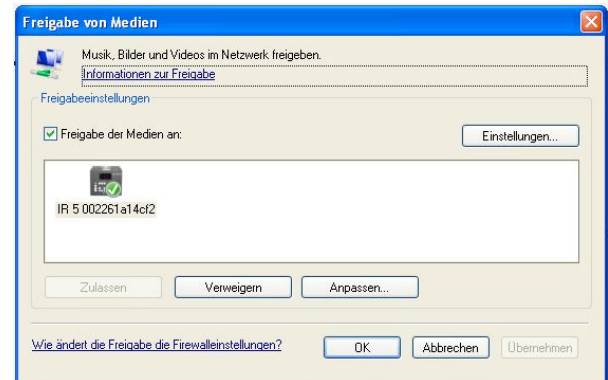 Freigabe von Medien
Musik, Bilder und Videos im Netzwerk freigeben.
Informationen zur Freigabe
Freigabeeinstellungen
Freigabe der Medien an:
Einstellungen...
IR 5 002261a14cf2
Zulassen
Verweigern
Anpassen...
Wie ändert die Freigabe die Firewalleinstellungen?
OK
Abbrechen
Übernehmen